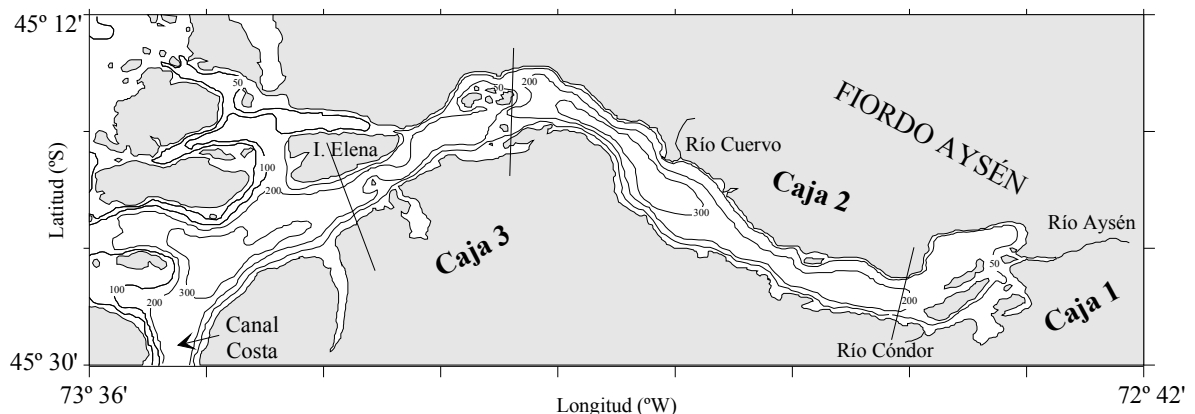 45º 12'
Latitud (ºS)
45º 30'
73º 36'
Longitud (ºW)
72º 42'
FIORDO AYSÉN
50
50
200
I. Elena
Río Cuervo
100
200
Caja 2
300
Río Aysén
Caja 3
50
100
200
300
200
Caja 1
Canal
Costa
Río Cóndor